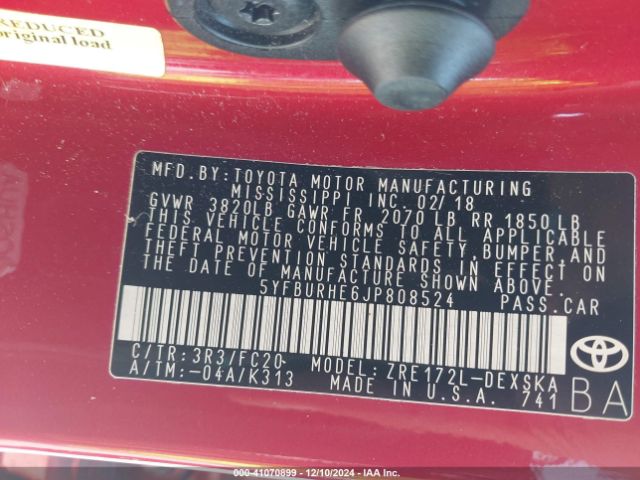 REDUCED
original load
MFD.BY:TOYOTA MOTOR MANUFACTURING
MISSISSIPPI INC. 02/18
GVWR 3820LB GAWR FR 2070 LB RR 1850 LB
THIS VEHICLE CONFORMS TO ALL APPLICABLE
FEDERAL MOTOR VEHICLE SAFETY, BUMPER, AND
THEFT PREVENTION STANDARDS IN EFFECT ON
THE DATE OF MANUFACTURE SHOWN ABOVE.
5YFBURHE6JP808524 PASS.CAR
C/TR:3R3/FC20 MODEL:ZRE172L-DEXSKA
A/TM:-04A/K313 MADE IN U.S.A. 741
BA
000-41070899 - 12/10/2024 - IAA Inc.